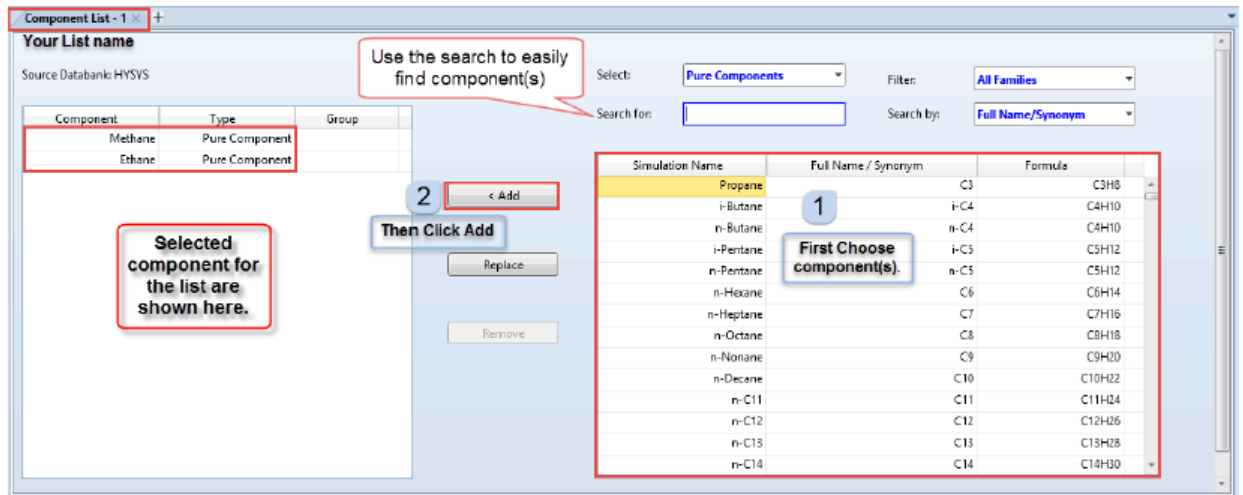 Component List - 1 × +
Your List name
Source Databank: HYSYS
Use the search to easily
find component(s)
Select: Pure Components Filter: All Families
Search for: Search by: Full Name/Synonym
Component Type Group
Methane Pure Component
Ethane Pure Component
Selected
component for
the list are
shown here.
2 < Add
Then Click Add
Replace
Remove
Simulation Name Full Name / Synonym Formula
Propane C3 C3H8
i-Butane i-C4 C4H10
n-Butane n-C4 C4H10
i-Pentane i-C5 C5H12
n-Pentane n-C5 C5H12
n-Hexane C6 C6H14
n-Heptane C7 C7H16
n-Octane C8 C8H18
n-Nonane C9 C9H20
n-Decane C10 C10H22
n-C11 C11 C11H24
n-C12 C12 C12H26
n-C13 C13 C13H28
n-C14 C14 C14H30
1
First Choose
component(s).